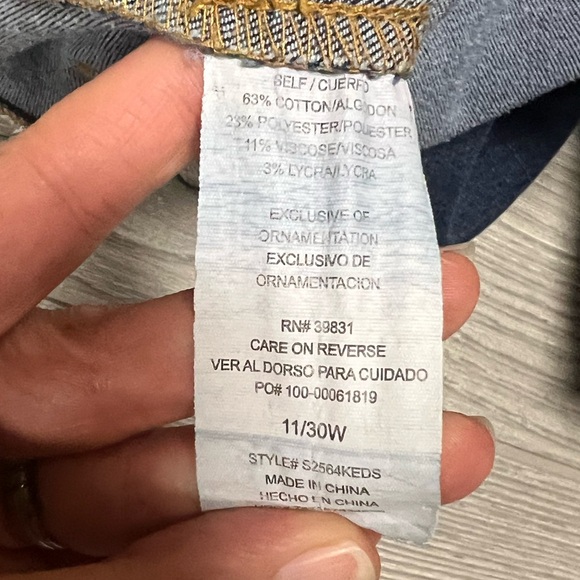 SELF / CUERPO
63% COTTON/ALGODON
23% POLYESTER/POLIESTER
11% VISCOSE/VISCOSA
3% LYCRA/LYCRA
EXCLUSIVE OF
ORNAMENTATION
EXCLUSIVO DE
ORNAMENTACION
RN# 39831
CARE ON REVERSE
VER AL DORSO PARA CUIDADO
PO# 100-00061819
11/30W
STYLE# S2564KEDS
MADE IN CHINA
HECHO EN CHINA